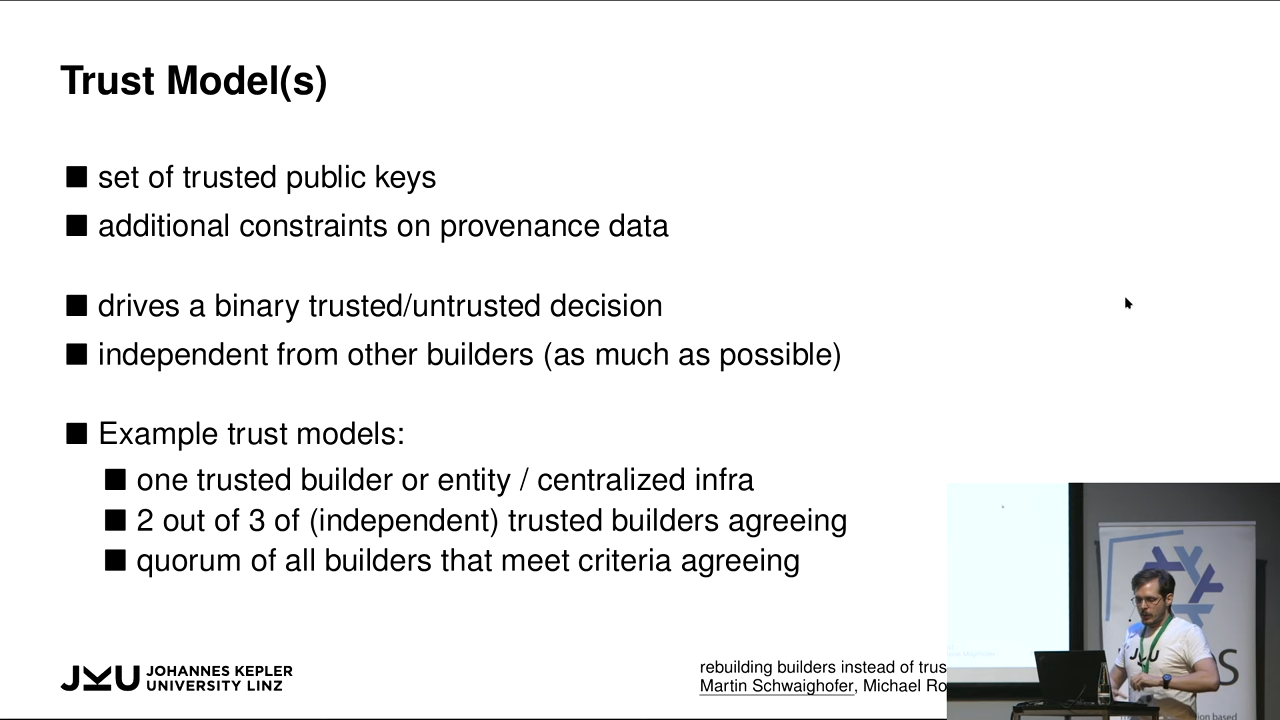 Trust Model(s)
set of trusted public keys
additional constraints on provenance data
drives a binary trusted/untrusted decision
independent from other builders (as much as possible)
Example trust models:
one trusted builder or entity / centralized infra
2 out of 3 of (independent) trusted builders agreeing
quorum of all builders that meet criteria agreeing
JYU JOHANNES KEPLER
UNIVERSITY LINZ
rebuilding builders instead of
Martin Schwaighofer, Michael